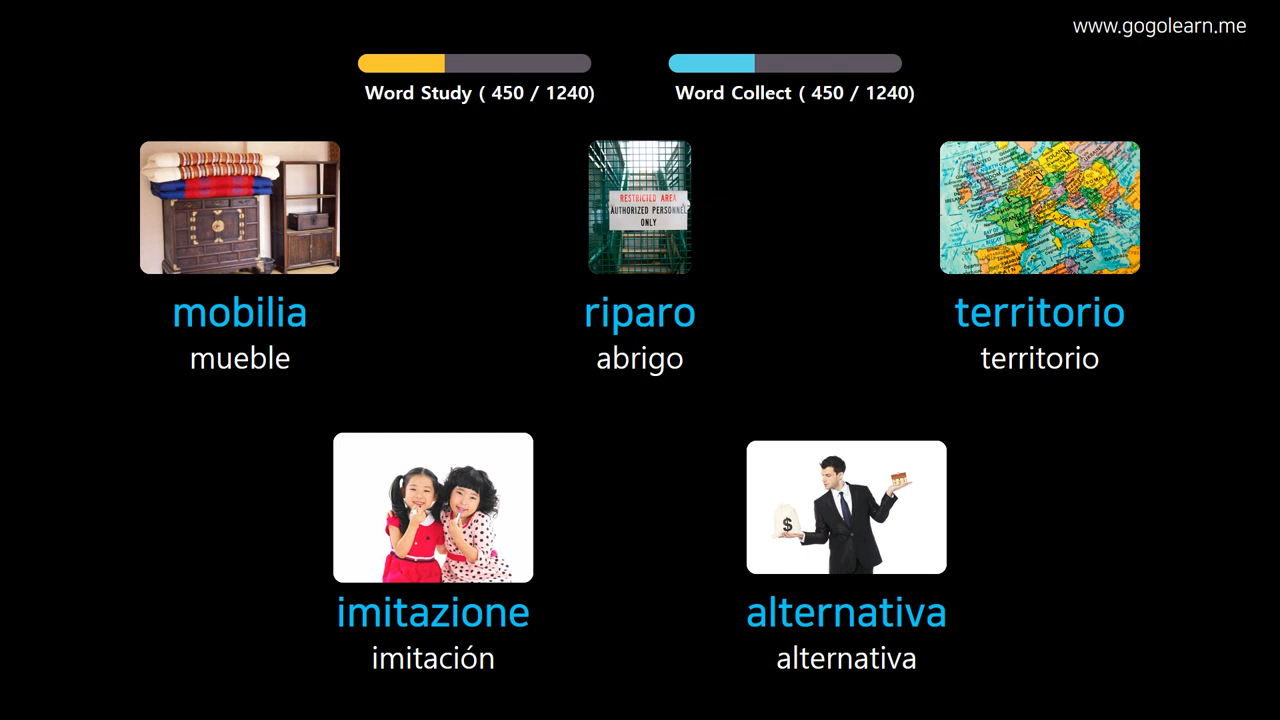 www.gogolearn.me
Word Study ( 450 / 1240)
Word Collect ( 450 / 1240)
RESTRICTED AREA
AUTHORIZED PERSONNEL
ONLY
mobilia
mueble
riparo
abrigo
territorio
territorio
$
imitazione
imitación
alternativa
alternativa